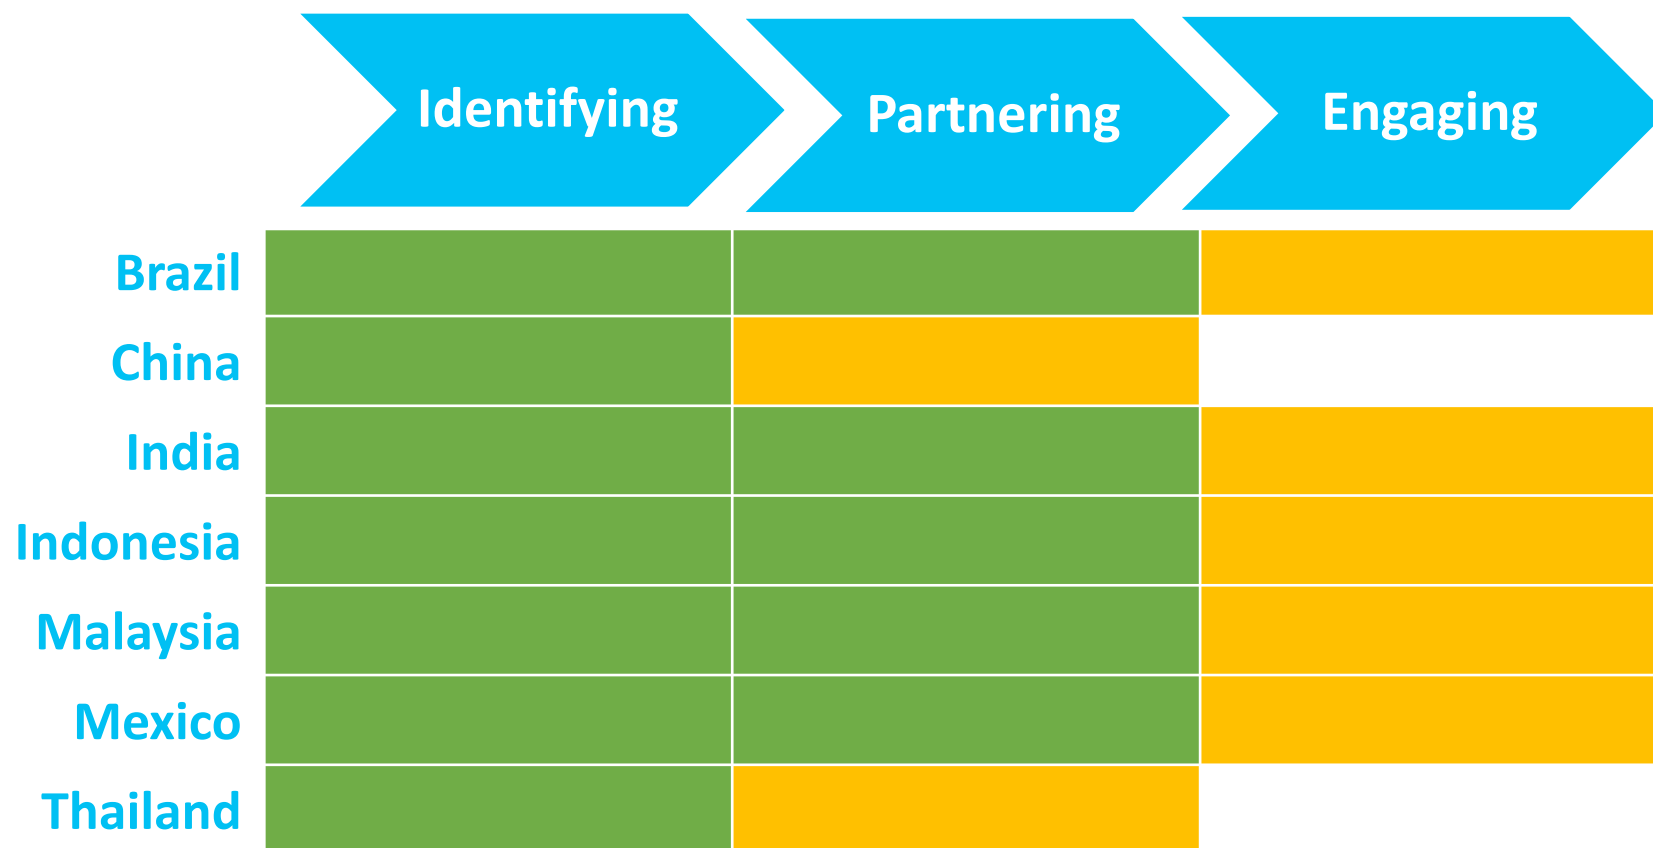 Identifying
Partnering
Engaging
Brazil
China
India
Indonesia
Malaysia
Mexico
Thailand